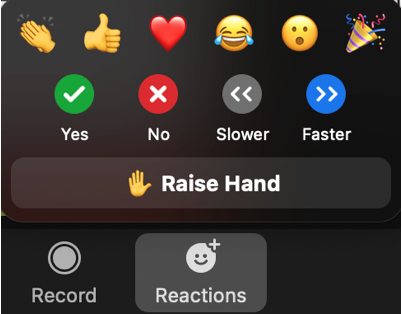 Yes No Slower Faster
Raise Hand
Record Reactions